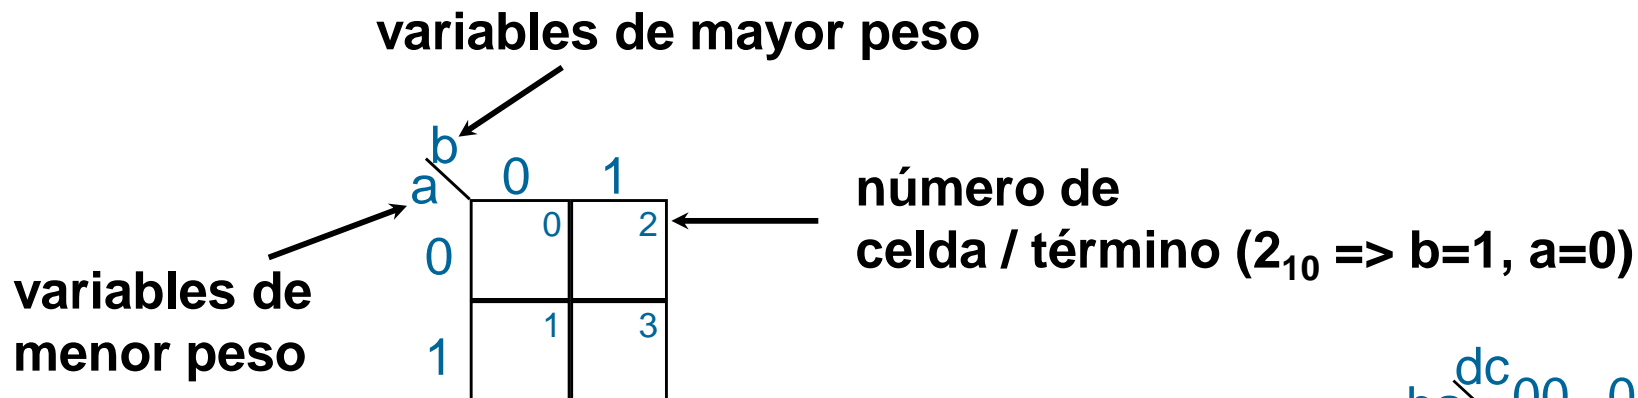 variables de mayor peso
b
a
0 1
número de
0 2
celda / término (2₁₀ => b=1, a=0)
0
variables de
menor peso
1 3
1
dc
00